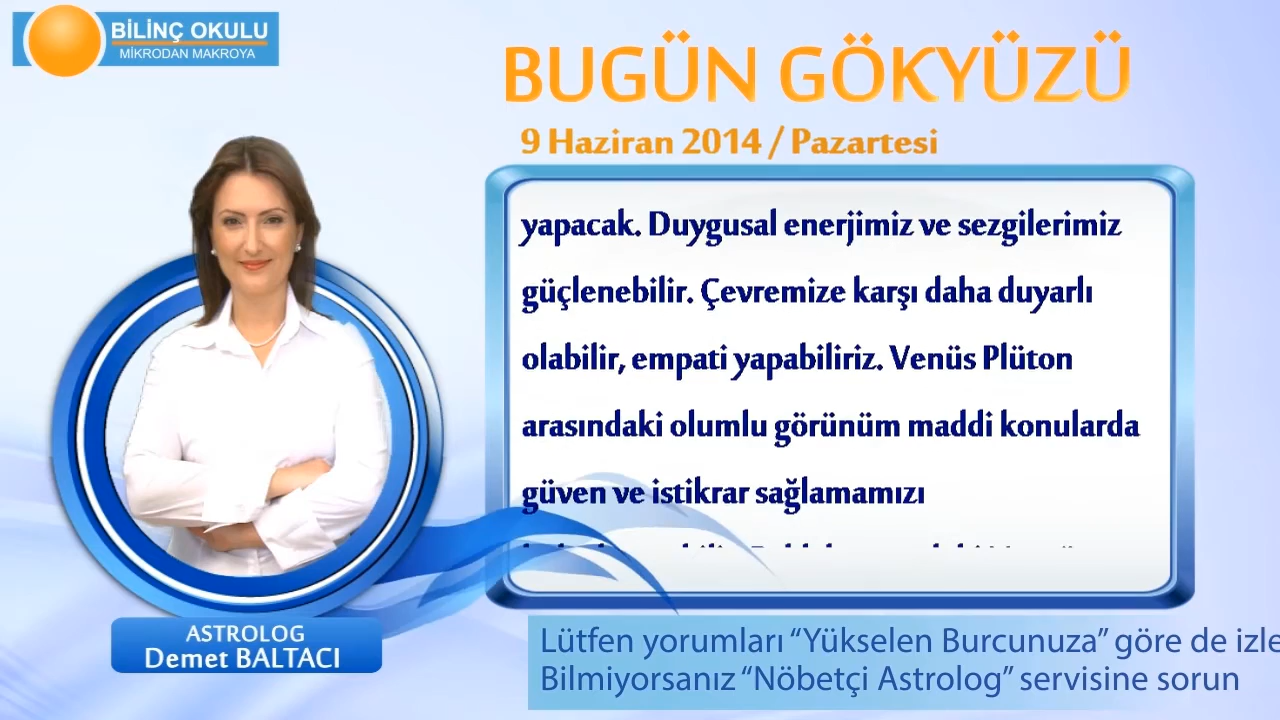 BİLİNÇ OKULU
MİKRODAN MAKROYA
BUGÜN GÖKYÜZÜ
9 Haziran 2014 / Pazartesi
yapacak. Duygusal enerjimiz ve sezgilerimiz
güçlenebilir. Çevremize karşı daha duyarlı
olabilir, empati yapabiliriz. Venüs Plüton
arasındaki olumlu görünüm maddi konularda
güven ve istikrar sağlamamızı
ASTROLOG
Demet BALTACI
Lütfen yorumları “Yükselen Burcunuza” göre de izle
Bilmiyorsanız “Nöbetçi Astrolog” servisine sorun